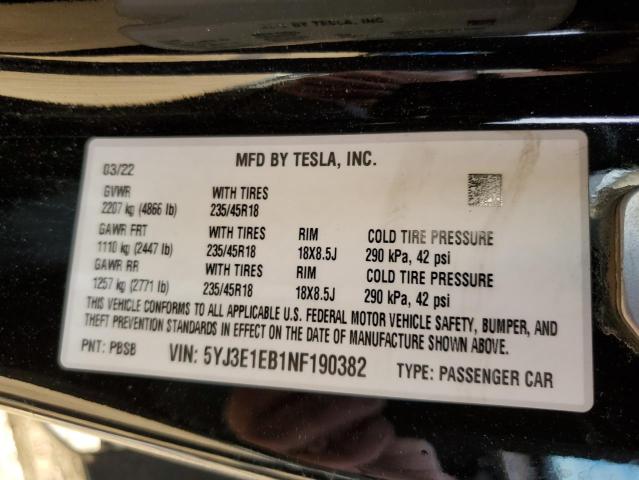 MFD BY TESLA, INC.
03/22
GVWR WITH TIRES
2207 kg (4866 lb) 235/45R18
GAWR FRT WITH TIRES RIM COLD TIRE PRESSURE
1110 kg (2447 lb) 235/45R18 18X8.5J 290 kPa, 42 psi
GAWR RR WITH TIRES RIM COLD TIRE PRESSURE
1257 kg (2771 lb) 235/45R18 18X8.5J 290 kPa, 42 psi
THIS VEHICLE CONFORMS TO ALL APPLICABLE U.S. FEDERAL MOTOR VEHICLE SAFETY, BUMPER, AND
THEFT PREVENTION STANDARDS IN EFFECT ON THE DATE OF MANUFACTURE SHOWN ABOVE.
PNT: PBSB VIN: 5YJ3E1EB1NF190382 TYPE: PASSENGER CAR